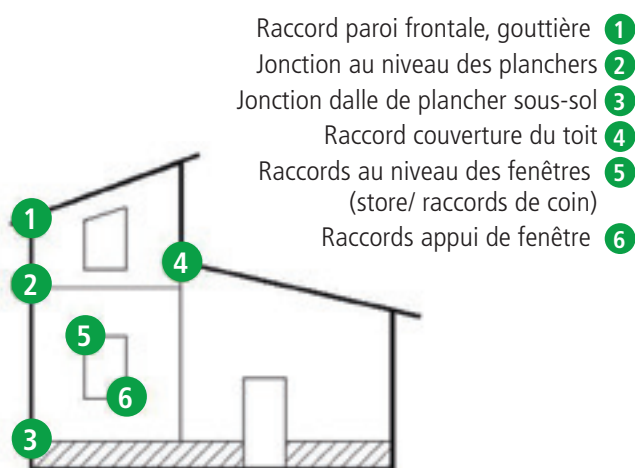 Raccord paroi frontale, gouttière 1
Jonction au niveau des planchers 2
Jonction dalle de plancher sous-sol 3
Raccord couverture du toit 4
Raccords au niveau des fenêtres 5
(store/ raccords de coin)
Raccords appui de fenêtre 6
1
4
2
5
6
3